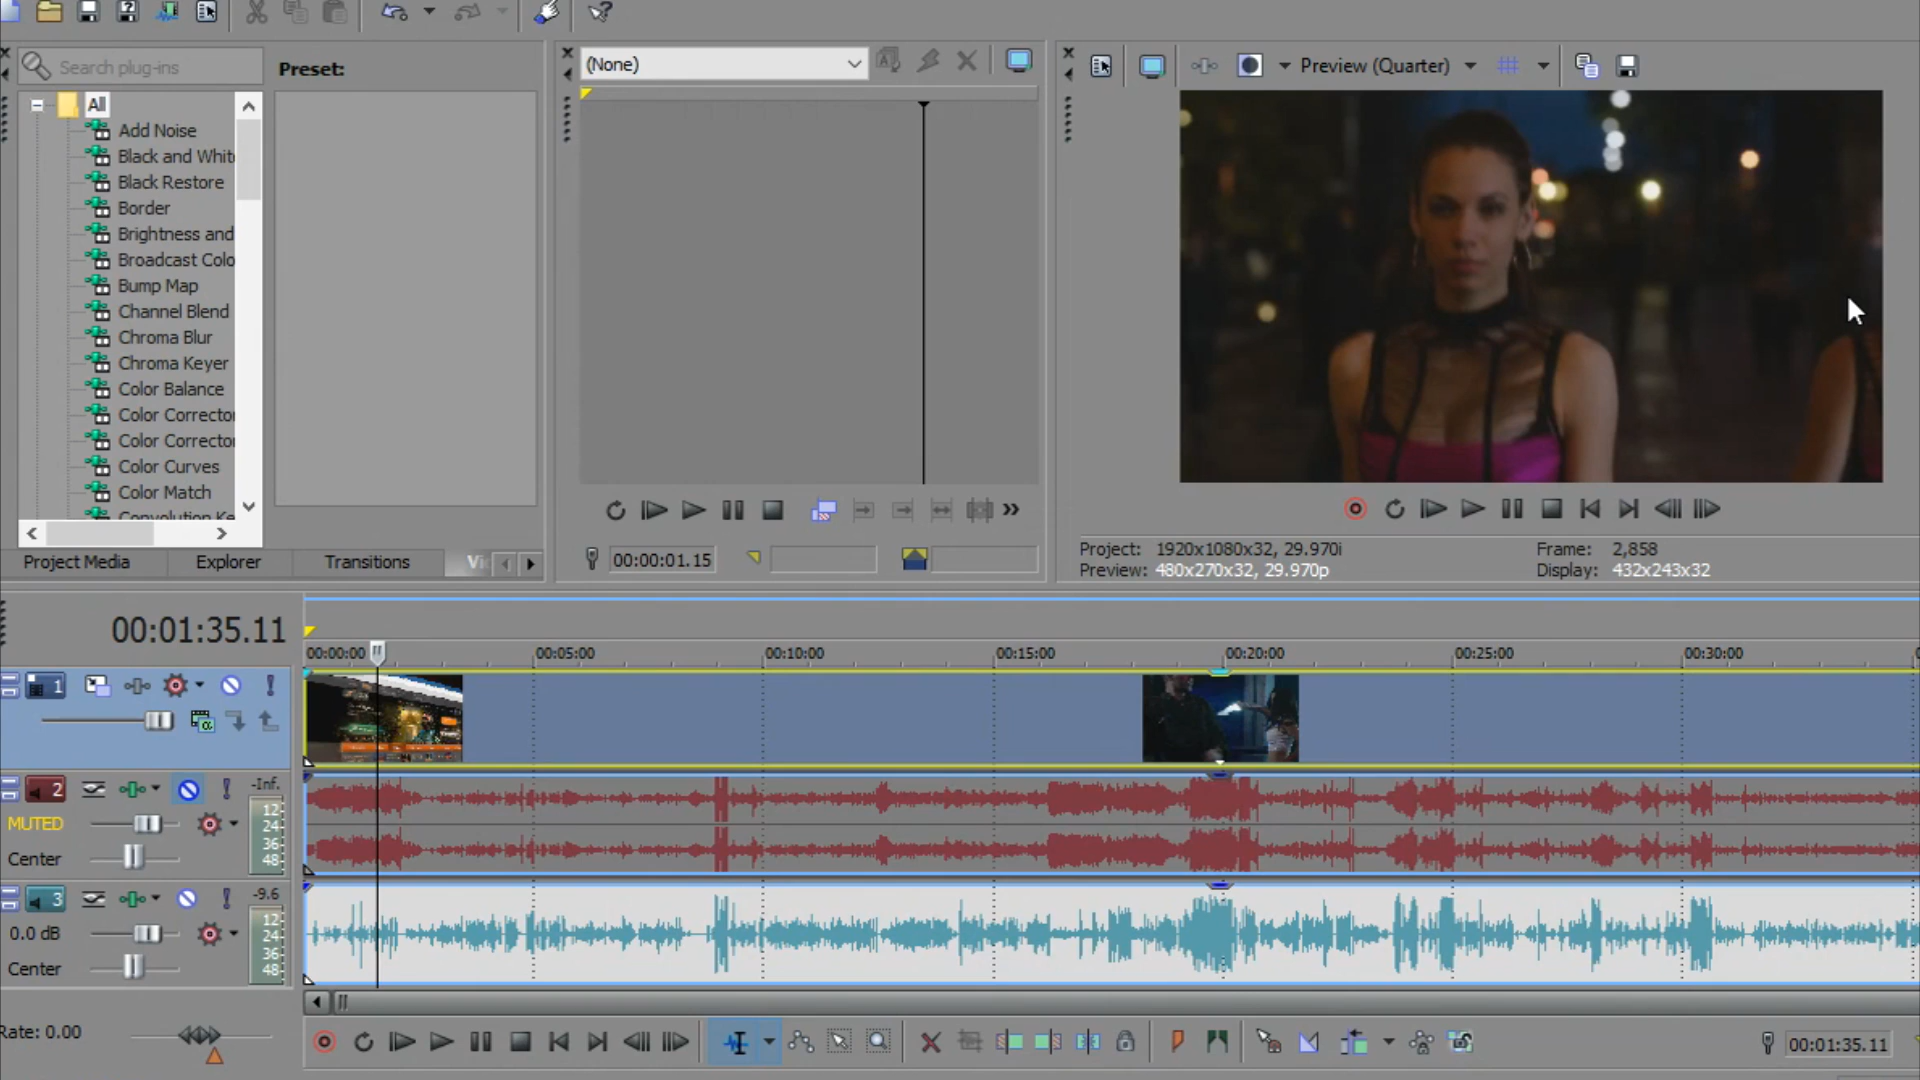 Search plug-ins
Preset:
(None)
Preview (Quarter)
All
Add Noise
Black and Whit
Black Restore
Border
Brightness and
Broadcast Colo
Bump Map
Channel Blend
Chroma Blur
Chroma Keyer
Color Balance
Color Corrector
Color Corrector
Color Curves
Color Match
Convolution Ke
Project Media
Explorer
Transitions
Vi
00:00:01.15
Project: 1920x1080x32, 29.970i
Frame: 2,858
Preview: 480x270x32, 29.970p
Display: 432x243x32
00:01:35.11
00:00:00
00:05:00
00:10:00
00:15:00
00:20:00
00:25:00
00:30:00
1
2
-Inf.
MUTED
12
24
36
48
Center
3
-9.6
0.0 dB
12
24
36
48
Center
Rate: 0.00
00:01:35.11